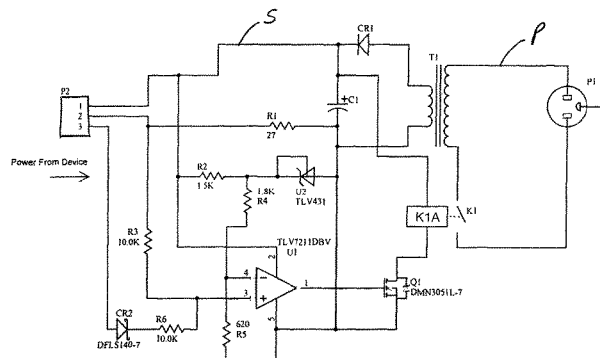 S
P
CR1
T1
P2
P1
1
2
3
C1
R1
27
Power From Device
R2
1.5K
1.8K
R4
U2
TLV431
K1A
K1
R3
10.0K
TLV7211DBV
U1
2
4
3
1
5
Q1
DMN3051L-7
CR2
DFLS140-7
R6
10.0K
620
R5